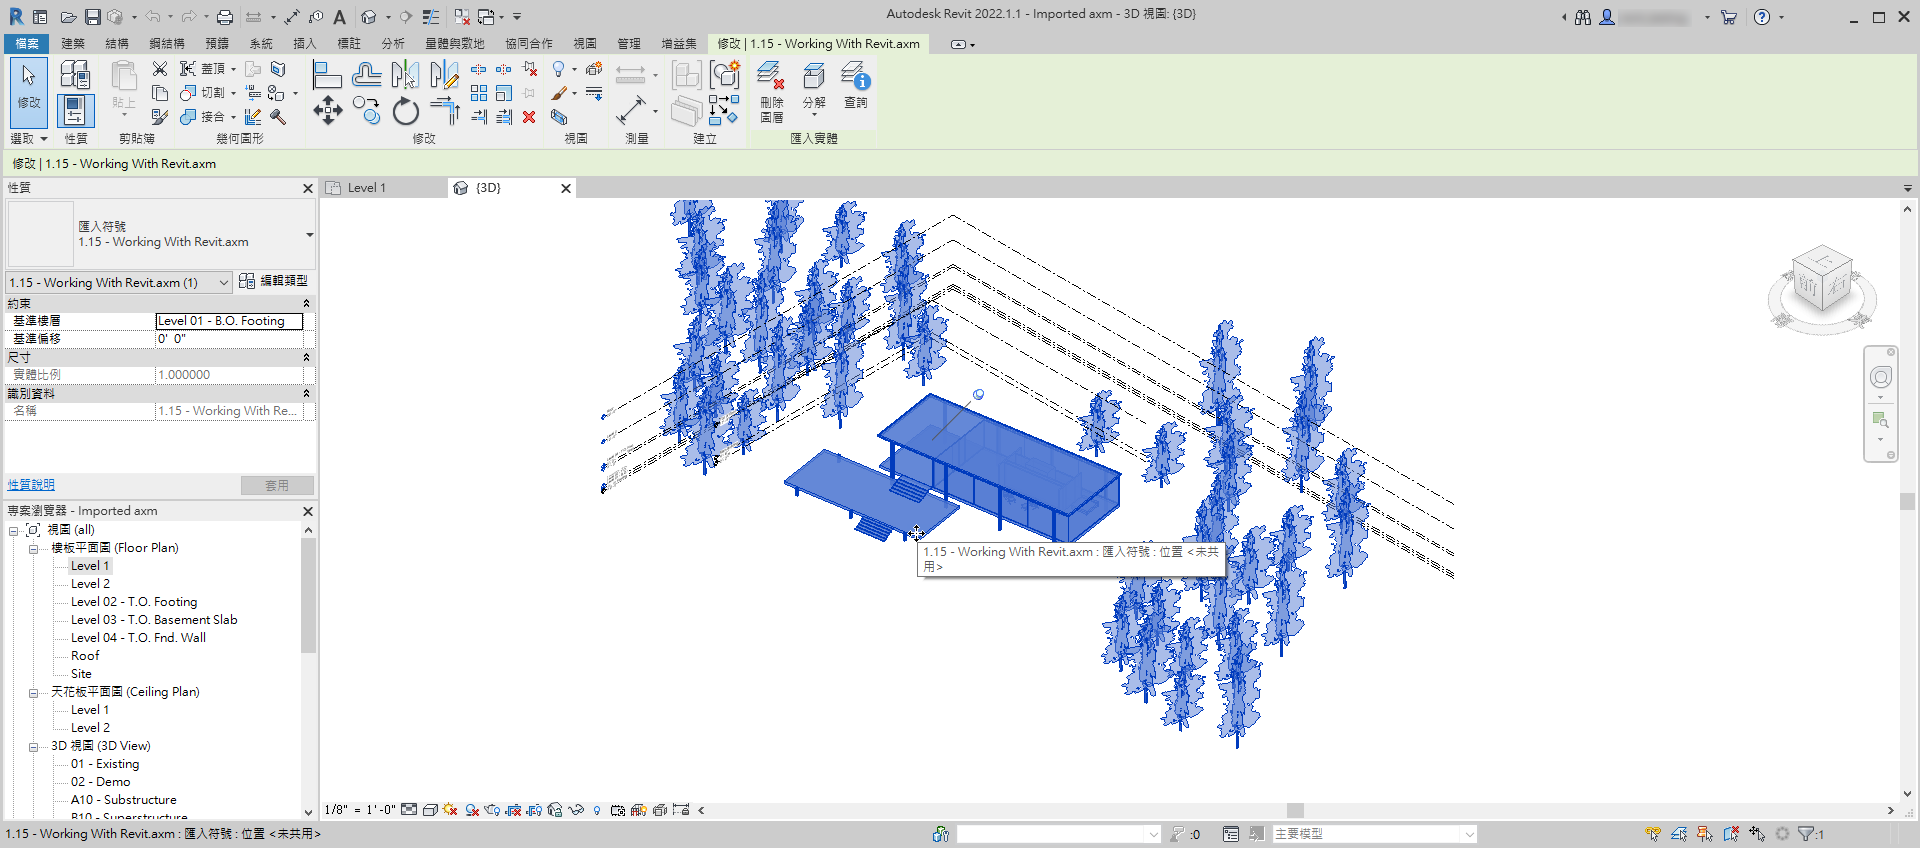 Autodesk Revit 2022.1.1 - Imported axm - 3D 視圖: {3D}
檔案 建築 結構 鋼結構 預鑄 系統 插入 標註 分析 量體與敷地 協同合作 視圖 管理 增益集 修改 | 1.15 - Working With Revit.axm
修改
貼上
蓋頂
切割
接合
刪除
圖層
分解
查詢
選取 性質 剪貼簿 幾何圖形 修改 視圖 測量 建立 匯入實體
修改 | 1.15 - Working With Revit.axm
性質
匯入符號
1.15 - Working With Revit.axm
1.15 - Working With Revit.axm (1)
編輯類型
約束
基準樓層 Level 01 - B.O. Footing
基準偏移 0' 0"
尺寸
實體比例 1.000000
識別資料
名稱 1.15 - Working With Re...
性質說明
套用
專案瀏覽器 - Imported axm
視圖 (all)
樓板平面圖 (Floor Plan)
Level 1
Level 2
Level 02 - T.O. Footing
Level 03 - T.O. Basement Slab
Level 04 - T.O. Fnd. Wall
Roof
Site
天花板平面圖 (Ceiling Plan)
Level 1
Level 2
3D 視圖 (3D View)
01 - Existing
02 - Demo
A10 - Substructure
B10 - Superstructure
Level 1
{3D}
上
前
右
1.15 - Working With Revit.axm : 匯入符號 : 位置 <未共
用>
1/8" = 1'-0"
1.15 - Working With Revit.axm : 匯入符號 : 位置 <未共用>
:0
主要模型
:1